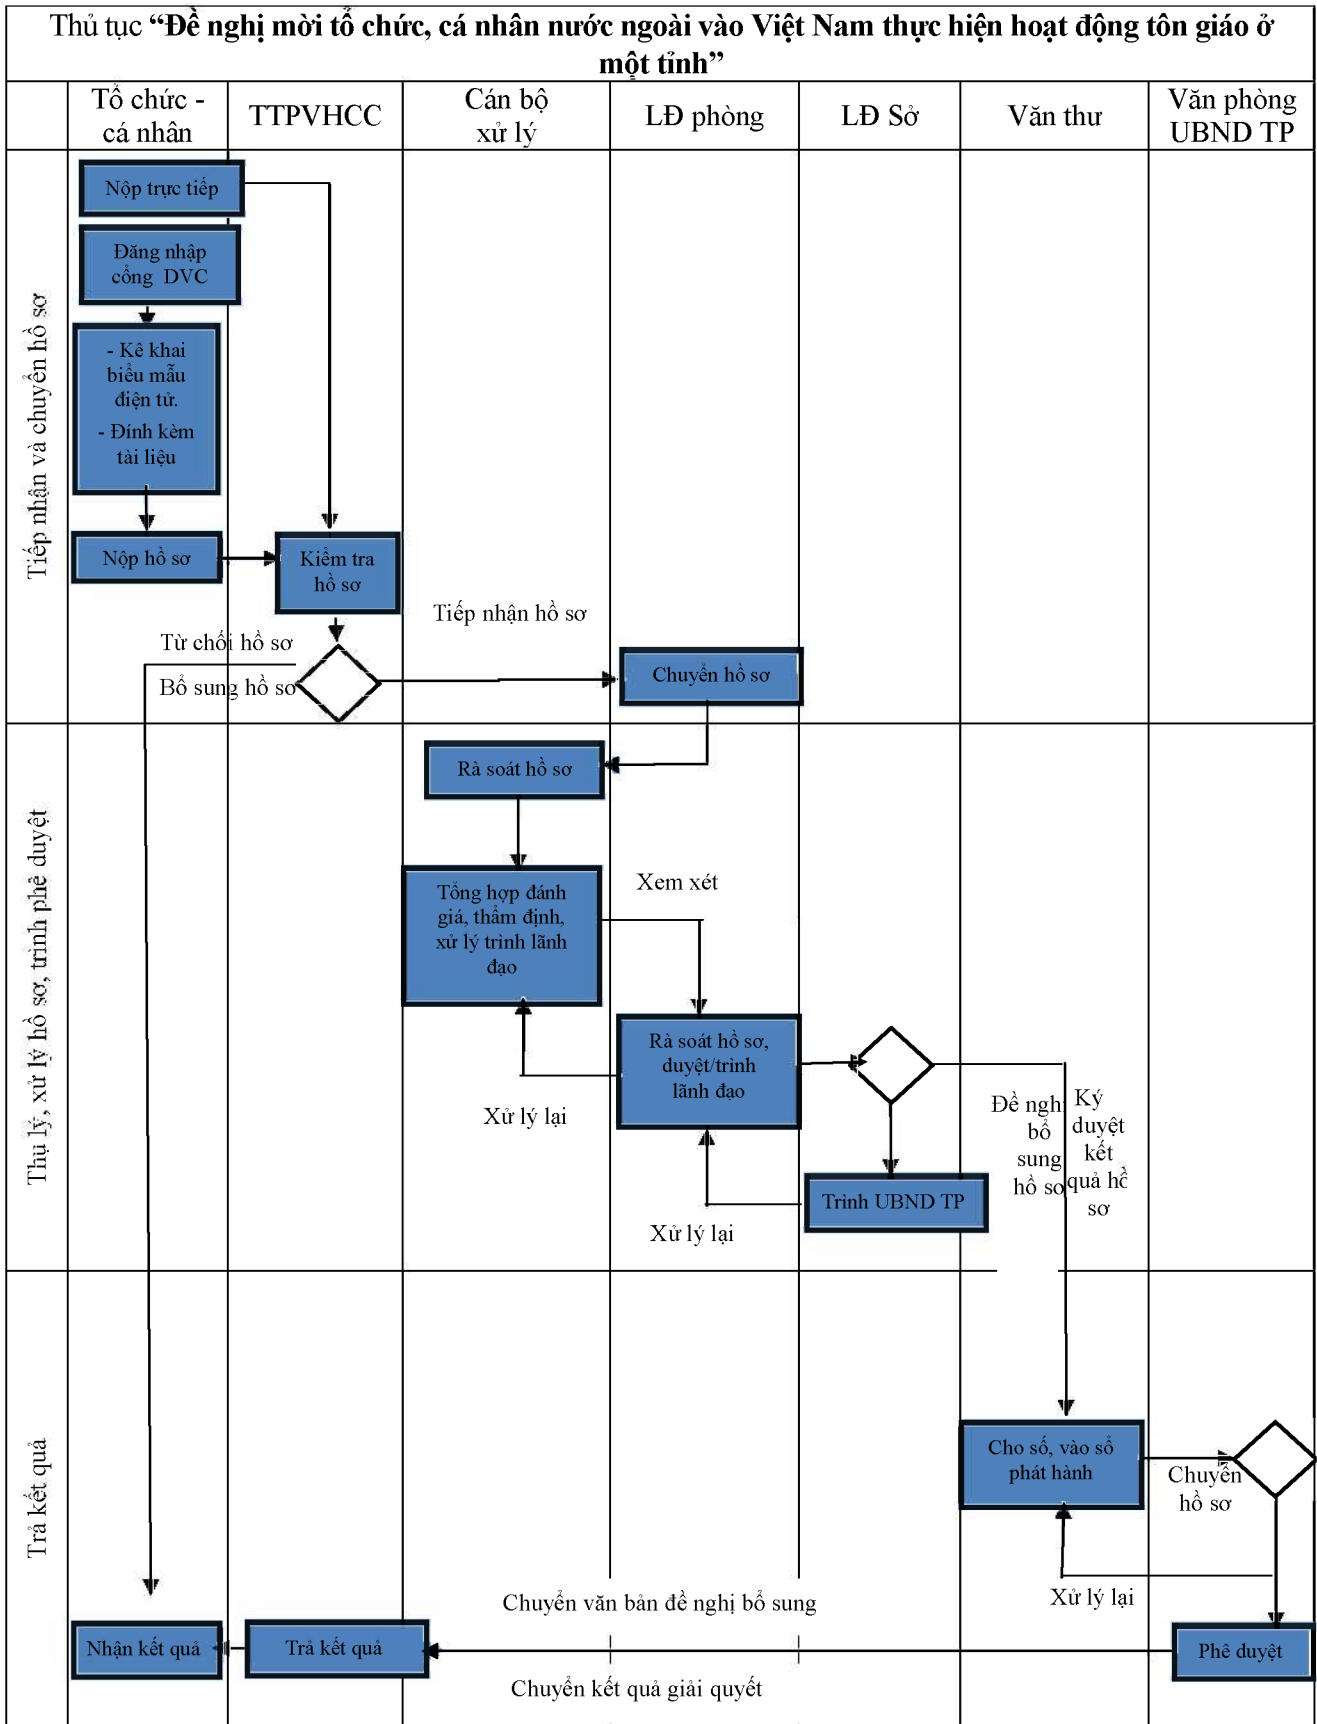 Thủ tục “Đề nghị mời tổ chức, cá nhân nước ngoài vào Việt Nam thực hiện hoạt động tôn giáo ở
một tỉnh”
Tổ chức -
cá nhân
TTPVHCC
Cán bộ
xử lý
LĐ phòng
LĐ Sở
Văn thư
Văn phòng
UBND TP
Tiếp nhận và chuyển hồ sơ
Nộp trực tiếp
Đăng nhập
cổng DVC
- Kê khai
biểu mẫu
điện tử.
- Đính kèm
tài liệu
Nộp hồ sơ
Kiểm tra
hồ sơ
Tiếp nhận hồ sơ
Từ chối hồ sơ
Bổ sung hồ sơ
Chuyển hồ sơ
Thụ lý, xử lý hồ sơ, trình phê duyệt
Rà soát hồ sơ
Tổng hợp đánh
giá, thẩm định,
xử lý trình lãnh
đạo
Xem xét
Rà soát hồ sơ,
duyệt/trình
lãnh đạo
Xử lý lại
Đề nghị
bổ
sung
hồ sơ
Ký
duyệt
kết
quả hồ
sơ
Trình UBND TP
Xử lý lại
Trả kết quả
Cho số, vào sổ
phát hành
Chuyển
hồ sơ
Xử lý lại
Chuyển văn bản đề nghị bổ sung
Nhận kết quả
Trả kết quả
Phê duyệt
Chuyển kết quả giải quyết